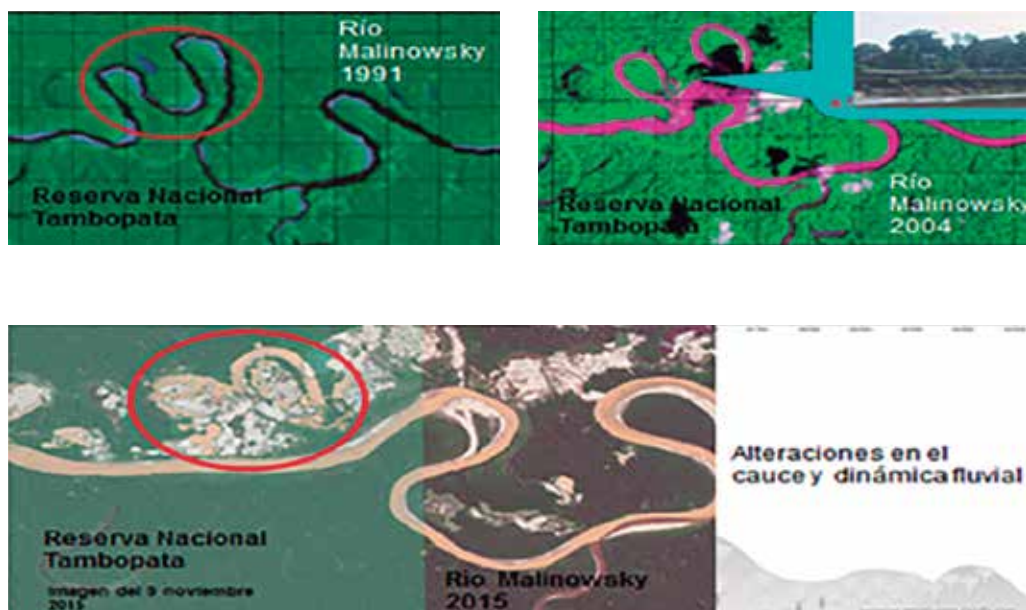 Río
Malinowsky
1991
Reserva Nacional
Tambopata
Reserva Nacional
Tambopata
Río
Malinowsky
2004
Reserva Nacional
Tambopata
Imagen del 9 noviembre
2015
Río Malinowsky
2015
Alteraciones en el
cauce y dinámica fluvial